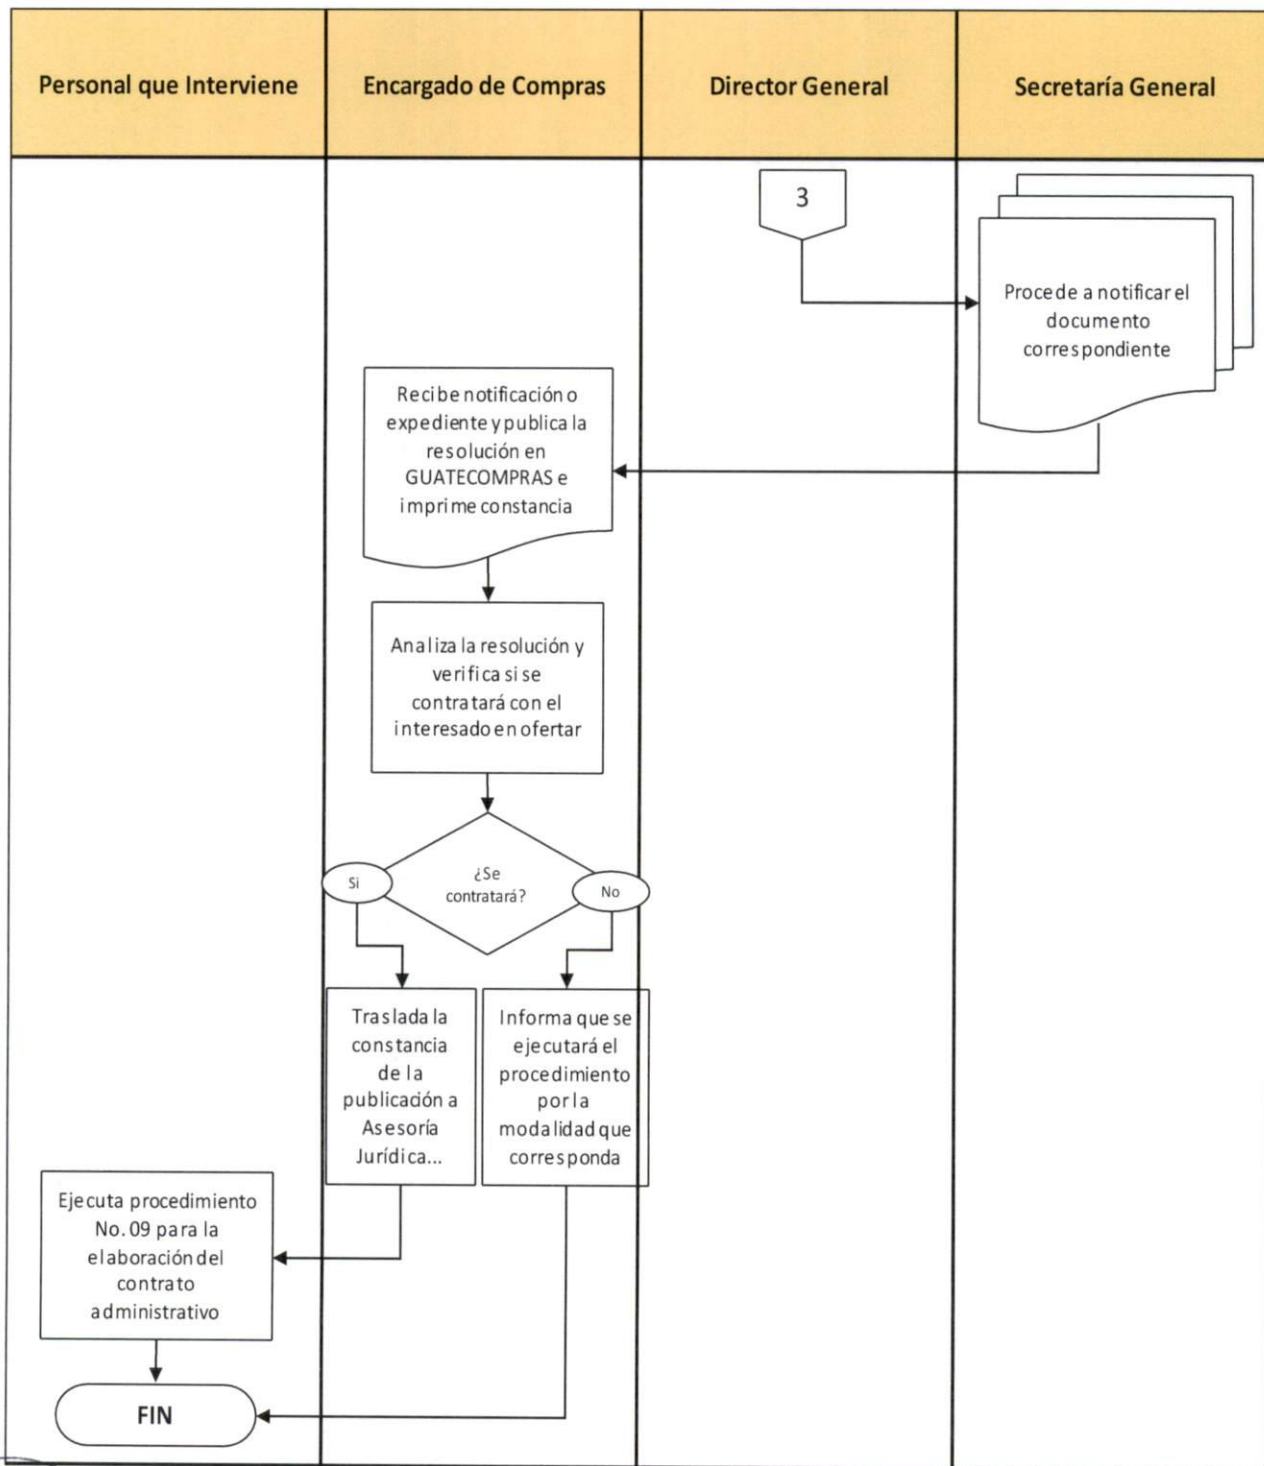 Personal que Interviene
Encargado de Compras
Director General
Secretaría General
3
Procede a notificar el
documento
correspondiente
Recibe notificación o
expediente y publica la
resolución en
GUATECOMPRAS e
imprime constancia
Analiza la resolución y
verifica si se
contratará con el
interesado en ofertar
¿Se
contratará?
Si
No
Traslada la
constancia
de la
publicación a
Asesoría
Jurídica...
Informa que se
ejecutará el
procedimiento
por la
modalidad que
corresponda
Ejecuta procedimiento
No. 09 para la
elaboración del
contrato
administrativo
FIN